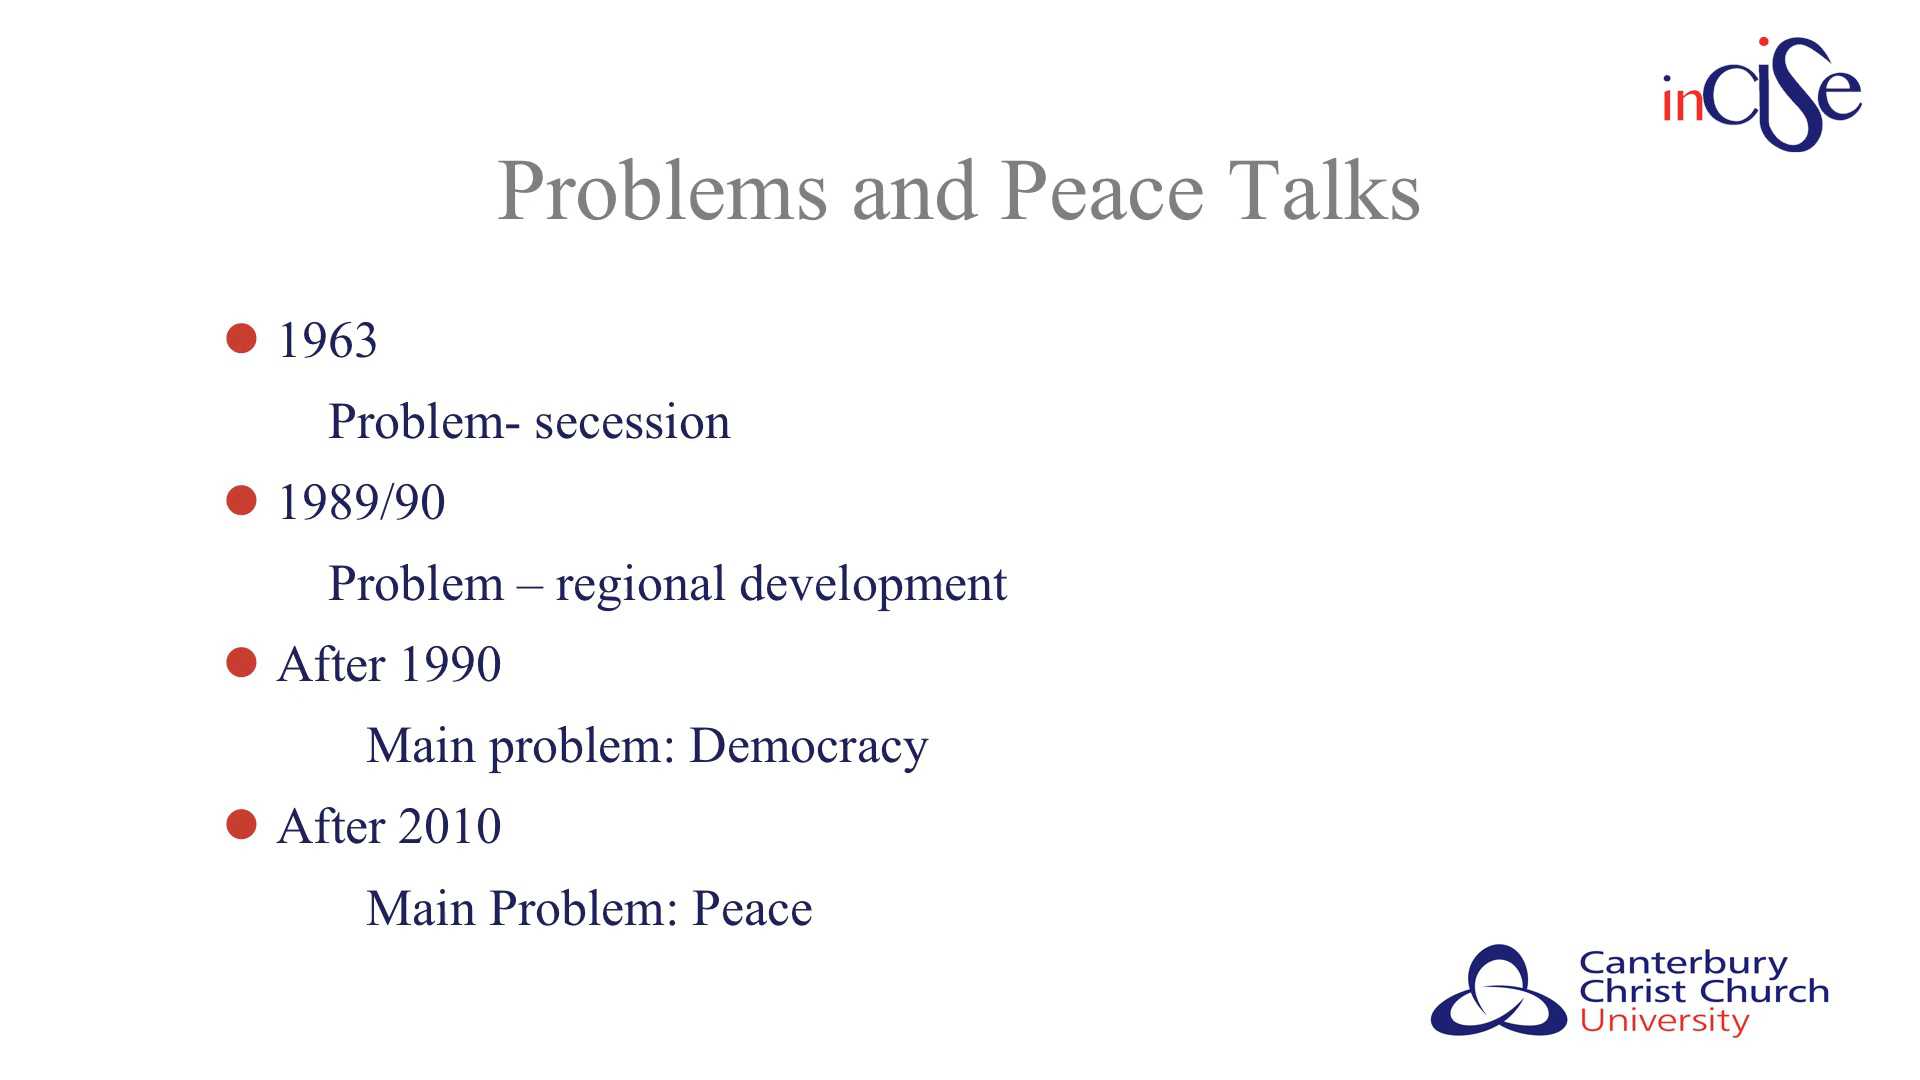 inCiSe
Problems and Peace Talks
1963
Problem- secession
1989/90
Problem – regional development
After 1990
Main problem: Democracy
After 2010
Main Problem: Peace
Canterbury
Christ Church
University